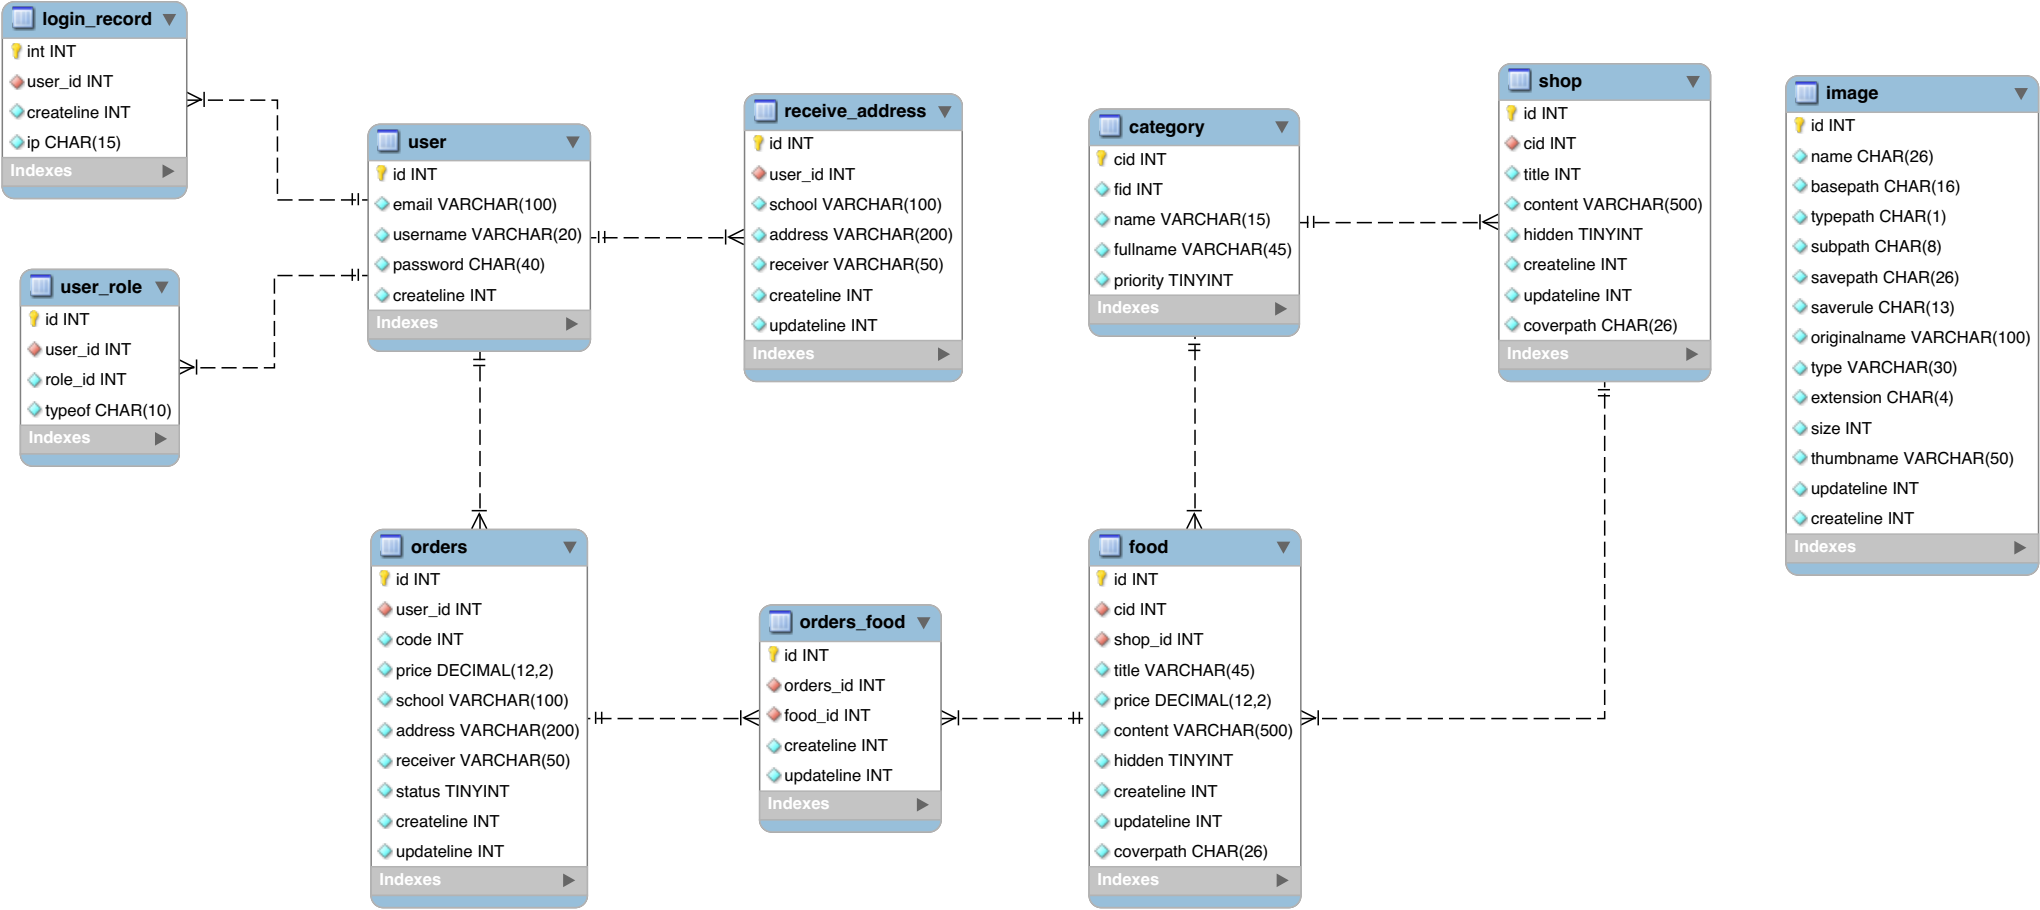 login_record
int INT
user_id INT
createline INT
ip CHAR(15)
Indexes
user_role
id INT
user_id INT
role_id INT
typeof CHAR(10)
Indexes
user
id INT
email VARCHAR(100)
username VARCHAR(20)
password CHAR(40)
createline INT
Indexes
receive_address
id INT
user_id INT
school VARCHAR(100)
address VARCHAR(200)
receiver VARCHAR(50)
createline INT
updateline INT
Indexes
category
cid INT
fid INT
name VARCHAR(15)
fullname VARCHAR(45)
priority TINYINT
Indexes
shop
id INT
cid INT
title INT
content VARCHAR(500)
hidden TINYINT
createline INT
updateline INT
coverpath CHAR(26)
Indexes
image
id INT
name CHAR(26)
basepath CHAR(16)
typepath CHAR(1)
subpath CHAR(8)
savepath CHAR(26)
saverule CHAR(13)
originalname VARCHAR(100)
type VARCHAR(30)
extension CHAR(4)
size INT
thumbname VARCHAR(50)
updateline INT
createline INT
Indexes
orders
id INT
user_id INT
code INT
price DECIMAL(12,2)
school VARCHAR(100)
address VARCHAR(200)
receiver VARCHAR(50)
status TINYINT
createline INT
updateline INT
Indexes
orders_food
id INT
orders_id INT
food_id INT
createline INT
updateline INT
Indexes
food
id INT
cid INT
shop_id INT
title VARCHAR(45)
price DECIMAL(12,2)
content VARCHAR(500)
hidden TINYINT
createline INT
updateline INT
coverpath CHAR(26)
Indexes